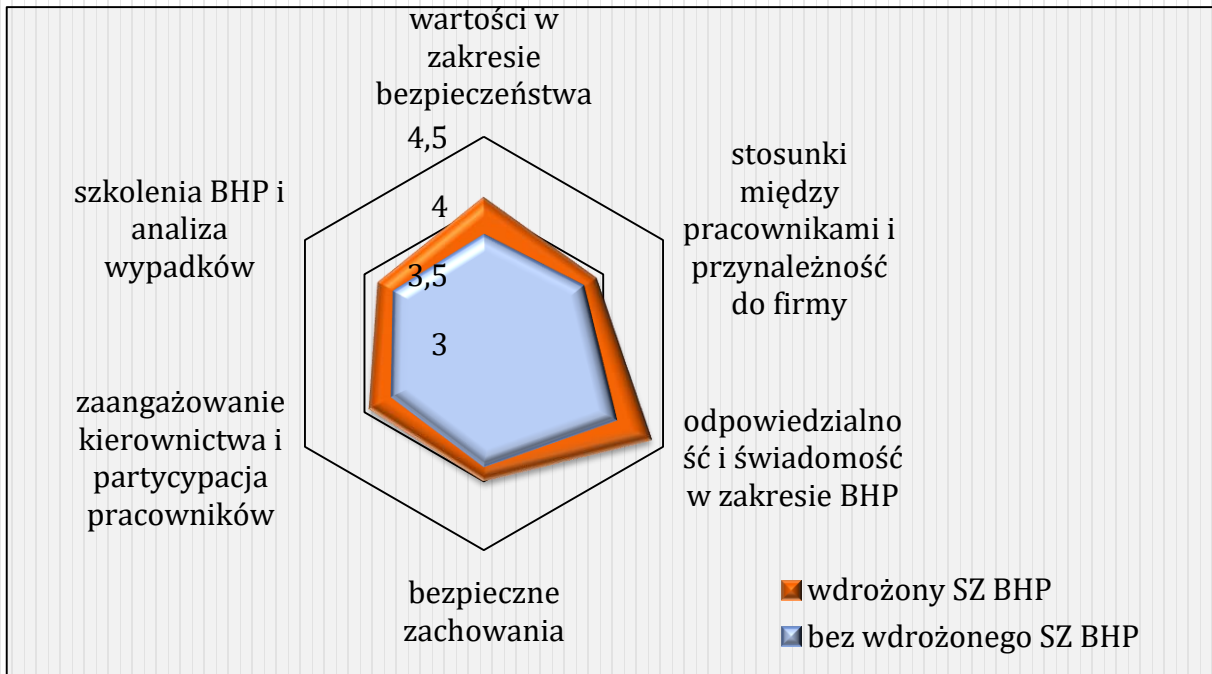 wartości w
zakresie
bezpieczeństwa
4,5
4
3,5
3
stosunki
między
pracownikami i
przynależność
do firmy
odpowiedzialno
ść i świadomość
w zakresie BHP
bezpieczne
zachowania
zaangażowanie
kierownictwa i
partycypacja
pracowników
szkolenia BHP i
analiza
wypadków
wdrożony SZ BHP
bez wdrożonego SZ BHP